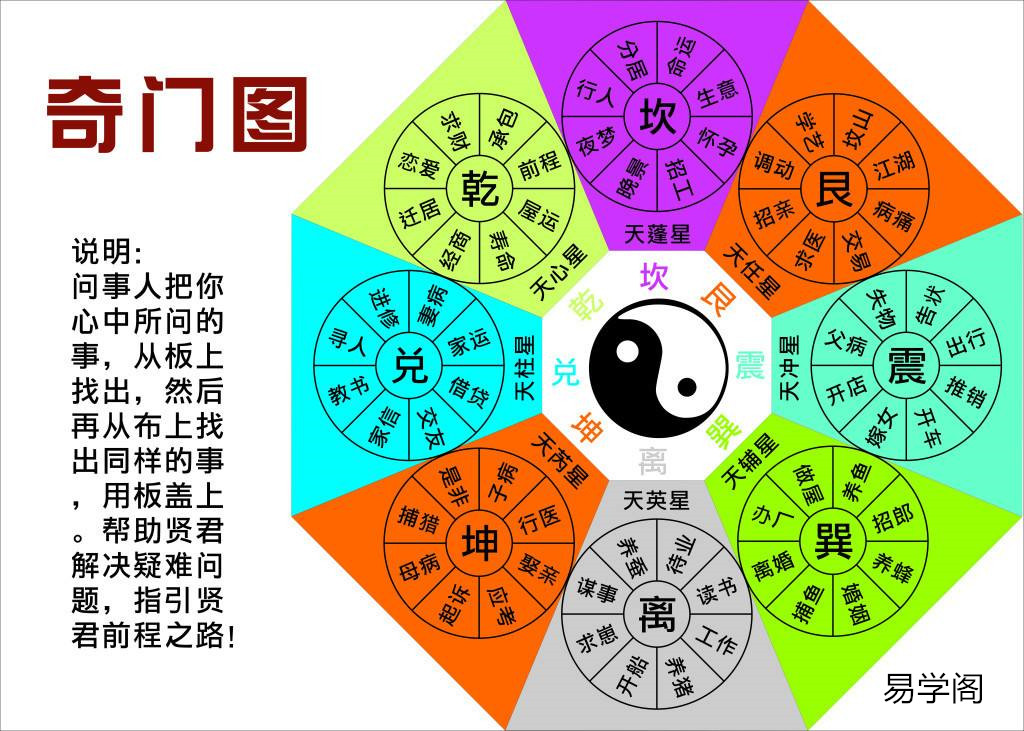 奇门图
说明:
问事人把你
心中所问的
事，从板上
找出，然后
再从布上找
出同样的事
，用板盖上
。帮助贤君
解决疑难问
题，指引贤
君前程之路!
坎
命运
生意
怀孕
招工
晚景
夜梦
行人
分居
天蓬星
艮
坟山
江湖
病痛
交易
求医
招亲
调动
学艺
天任星
震
告状
出行
推销
开车
嫁女
开店
父病
失物
天冲星
巽
养鱼
招郎
养蜂
婚姻
捕鱼
离婚
办厂
做屋
天辅星
离
待业
读书
工作
养猪
开船
求崽
谋事
养蚕
天英星
坤
子病
行医
娶亲
应考
起诉
母病
捕猎
是非
天芮星
兑
妻病
家运
借贷
交友
家信
教书
寻人
进修
天柱星
乾
承包
前程
屋运
寿命
经商
迁居
恋爱
求财
天心星
坎
艮
震
巽
离
坤
兑
乾
易学阁